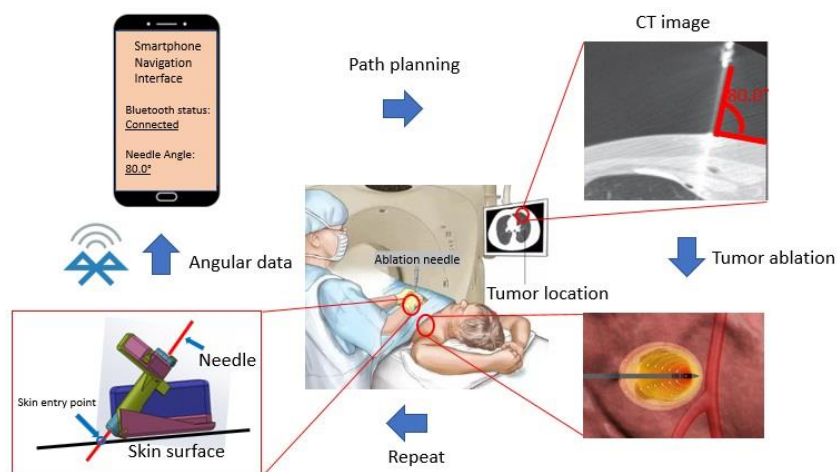 Smartphone
Navigation
Interface
Bluetooth status:
Connected
Needle Angle:
80.0°
Path planning
CT image
80.0°
Angular data
Ablation needle
Tumor location
Tumor ablation
Needle
Skin entry point
Skin surface
Repeat